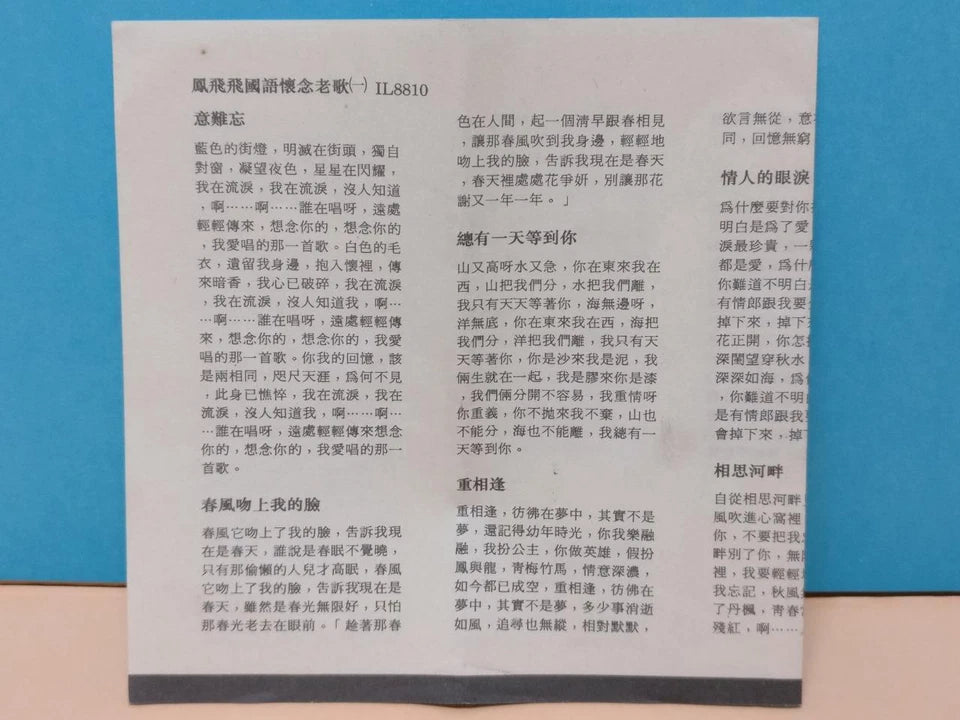 鳳飛飛國語懷念老歌㈠ IL8810
意難忘
藍色的街燈，明滅在街頭，獨自
對窗，凝望夜色，星星在閃耀，
我在流淚，我在流淚，沒人知道
，啊……啊……誰在唱呀，遠處
輕輕傳來，想念你的，想念你的
，我愛唱的那一首歌。白色的毛
衣，遺留我身邊，抱入懷裡，傳
來暗香，我心已破碎，我在流淚
，我在流淚，沒人知道我，啊…
…啊……誰在唱呀，遠處輕輕傳
來，想念你的，想念你的，我愛
唱的那一首歌。你我的回憶，該
是兩相同，咫尺天涯，爲何不見
，此身已憔悴，我在流淚，我在
流淚，沒人知道我，啊……啊…
…誰在唱呀，遠處輕輕傳來想念
你的，想念你的，我愛唱的那一
首歌。
春風吻上我的臉
春風它吻上了我的臉，告訴我現
在是春天，誰說是春眠不覺曉，
只有那偷懶的人兒才高眠，春風
它吻上了我的臉，告訴我現在是
春天，雖然是春光無限好，只怕
那春光老去在眼前。「趁著那春
色在人間，起一個淸早跟春相見
，讓那春風吹到我身邊，輕輕地
吻上我的臉，告訴我現在是春天
，春天裡處處花爭姸，別讓那花
謝又一年一年。」
總有一天等到你
山又高呀水又急，你在東來我在
西，山把我們分，水把我們離，
我只有天天等著你，海無邊呀，
洋無底，你在東來我在西，海把
我們分，洋把我們離，我只有天
天等著你，你是沙來我是泥，我
倆生就在一起，我是膠來你是漆
，我們倆分開不容易，我重情呀
你重義，你不拋來我不棄，山也
不能分，海也不能離，我總有一
天等到你。
重相逢
重相逢，彷彿在夢中，其實不是
夢，還記得幼年時光，你我樂融
融，我扮公主，你做英雄，假扮
鳳與龍，靑梅竹馬，情意深濃，
如今都已成空，重相逢，彷彿在
夢中，其實不是夢，多少事消逝
如風，追尋也無縱，相對默默，
欲言無從，意
同，回憶無窮
情人的眼淚
爲什麼要對你
明白是爲了愛
淚最珍貴，一
都是愛，爲什
你難道不明白
有情郎跟我要
掉下來，掉下
花正開，你怎
深閨望穿秋水
深深如海，爲
，你難道不明
是有情郎跟我
會掉下來，掉
相思河畔
自從相思河畔
風吹進心窩裡
你，不要把我
畔別了你，無
裡，我要輕輕
我忘記，秋風
了丹楓，靑春
殘紅，啊……